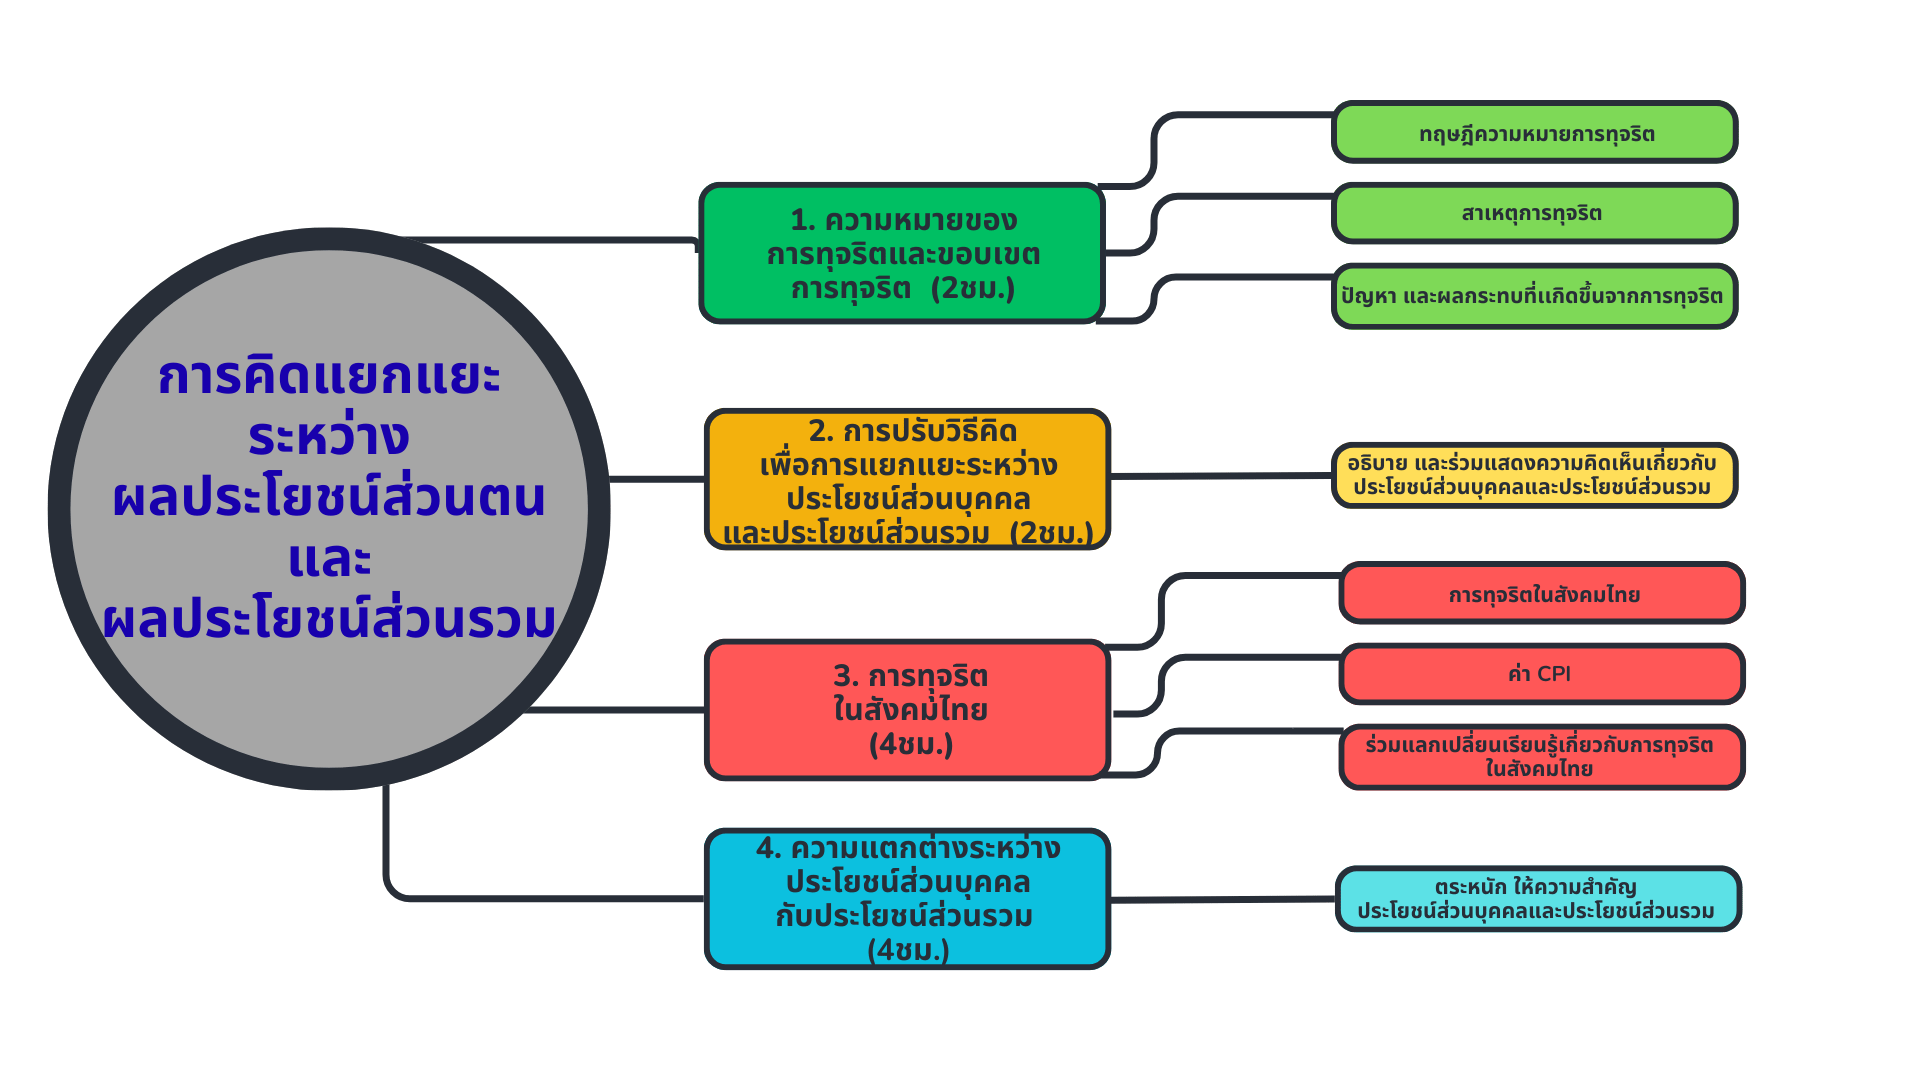 การคิดแยกแยะ
ระหว่าง
ผลประโยชน์ส่วนตน
และ
ผลประโยชน์ส่วนรวม
1. ความหมายของ
การทุจริตและขอบเขต
การทุจริต (2ชม.)
ทฤษฎีความหมายการทุจริต
สาเหตุการทุจริต
ปัญหา และผลกระทบที่เเกิดขึ้นจากการทุจริต
2. การปรับวิธีคิด
เพื่อการแยกแยะระหว่าง
ประโยชน์ส่วนบุคคล
และประโยชน์ส่วนรวม (2ชม.)
อธิบาย และร่วมแสดงความคิดเห็นเกี่ยวกับ
ประโยชน์ส่วนบุคคลและประโยชน์ส่วนรวม
3. การทุจริต
ในสังคมไทย
(4ชม.)
การทุจริตในสังคมไทย
ค่า CPI
ร่วมแลกเปลี่ยนเรียนรู้เกี่ยวกับการทุจริต
ในสังคมไทย
4. ความแตกต่างระหว่าง
ประโยชน์ส่วนบุคคล
กับประโยชน์ส่วนรวม
(4ชม.)
ตระหนัก ให้ความสำคัญ
ประโยชน์ส่วนบุคคลและประโยชน์ส่วนรวม